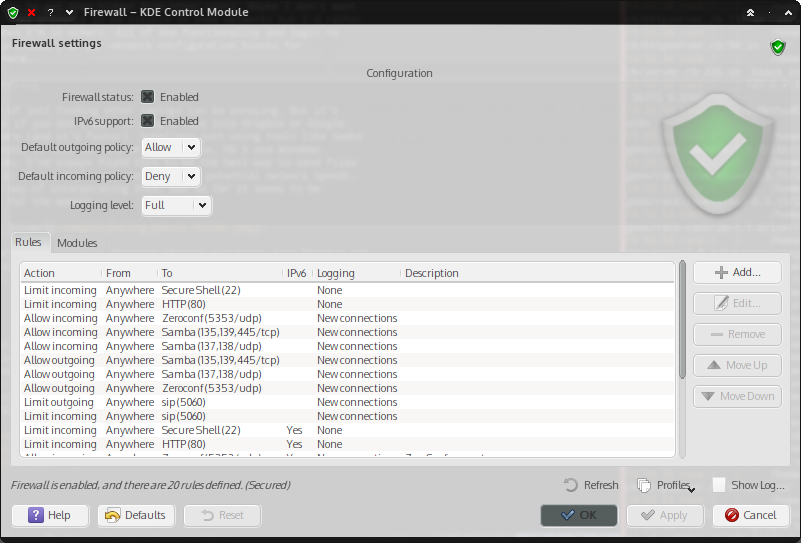 Firewall – KDE Control Module
Firewall settings
Configuration
Firewall status: Enabled
IPv6 support: Enabled
Default outgoing policy: Allow
Default incoming policy: Deny
Logging level: Full
Rules Modules
Action From To IPv6 Logging Description
Limit incoming Anywhere Secure Shell (22) None
Limit incoming Anywhere HTTP (80) None
Allow incoming Anywhere Zeroconf (5353/udp) New connections
Allow incoming Anywhere Samba (135,139,445/tcp) New connections
Allow incoming Anywhere Samba (137,138/udp) New connections
Allow outgoing Anywhere Samba (135,139,445/tcp) New connections
Allow outgoing Anywhere Samba (137,138/udp) New connections
Allow outgoing Anywhere Zeroconf (5353/udp) New connections
Limit outgoing Anywhere sip (5060) New connections
Limit incoming Anywhere sip (5060) New connections
Limit incoming Anywhere Secure Shell (22) Yes None
Limit incoming Anywhere HTTP (80) Yes None
Add...
Edit...
Remove
Move Up
Move Down
Firewall is enabled, and there are 20 rules defined. (Secured)
Refresh Profiles Show Log...
Help Defaults Reset OK Apply Cancel